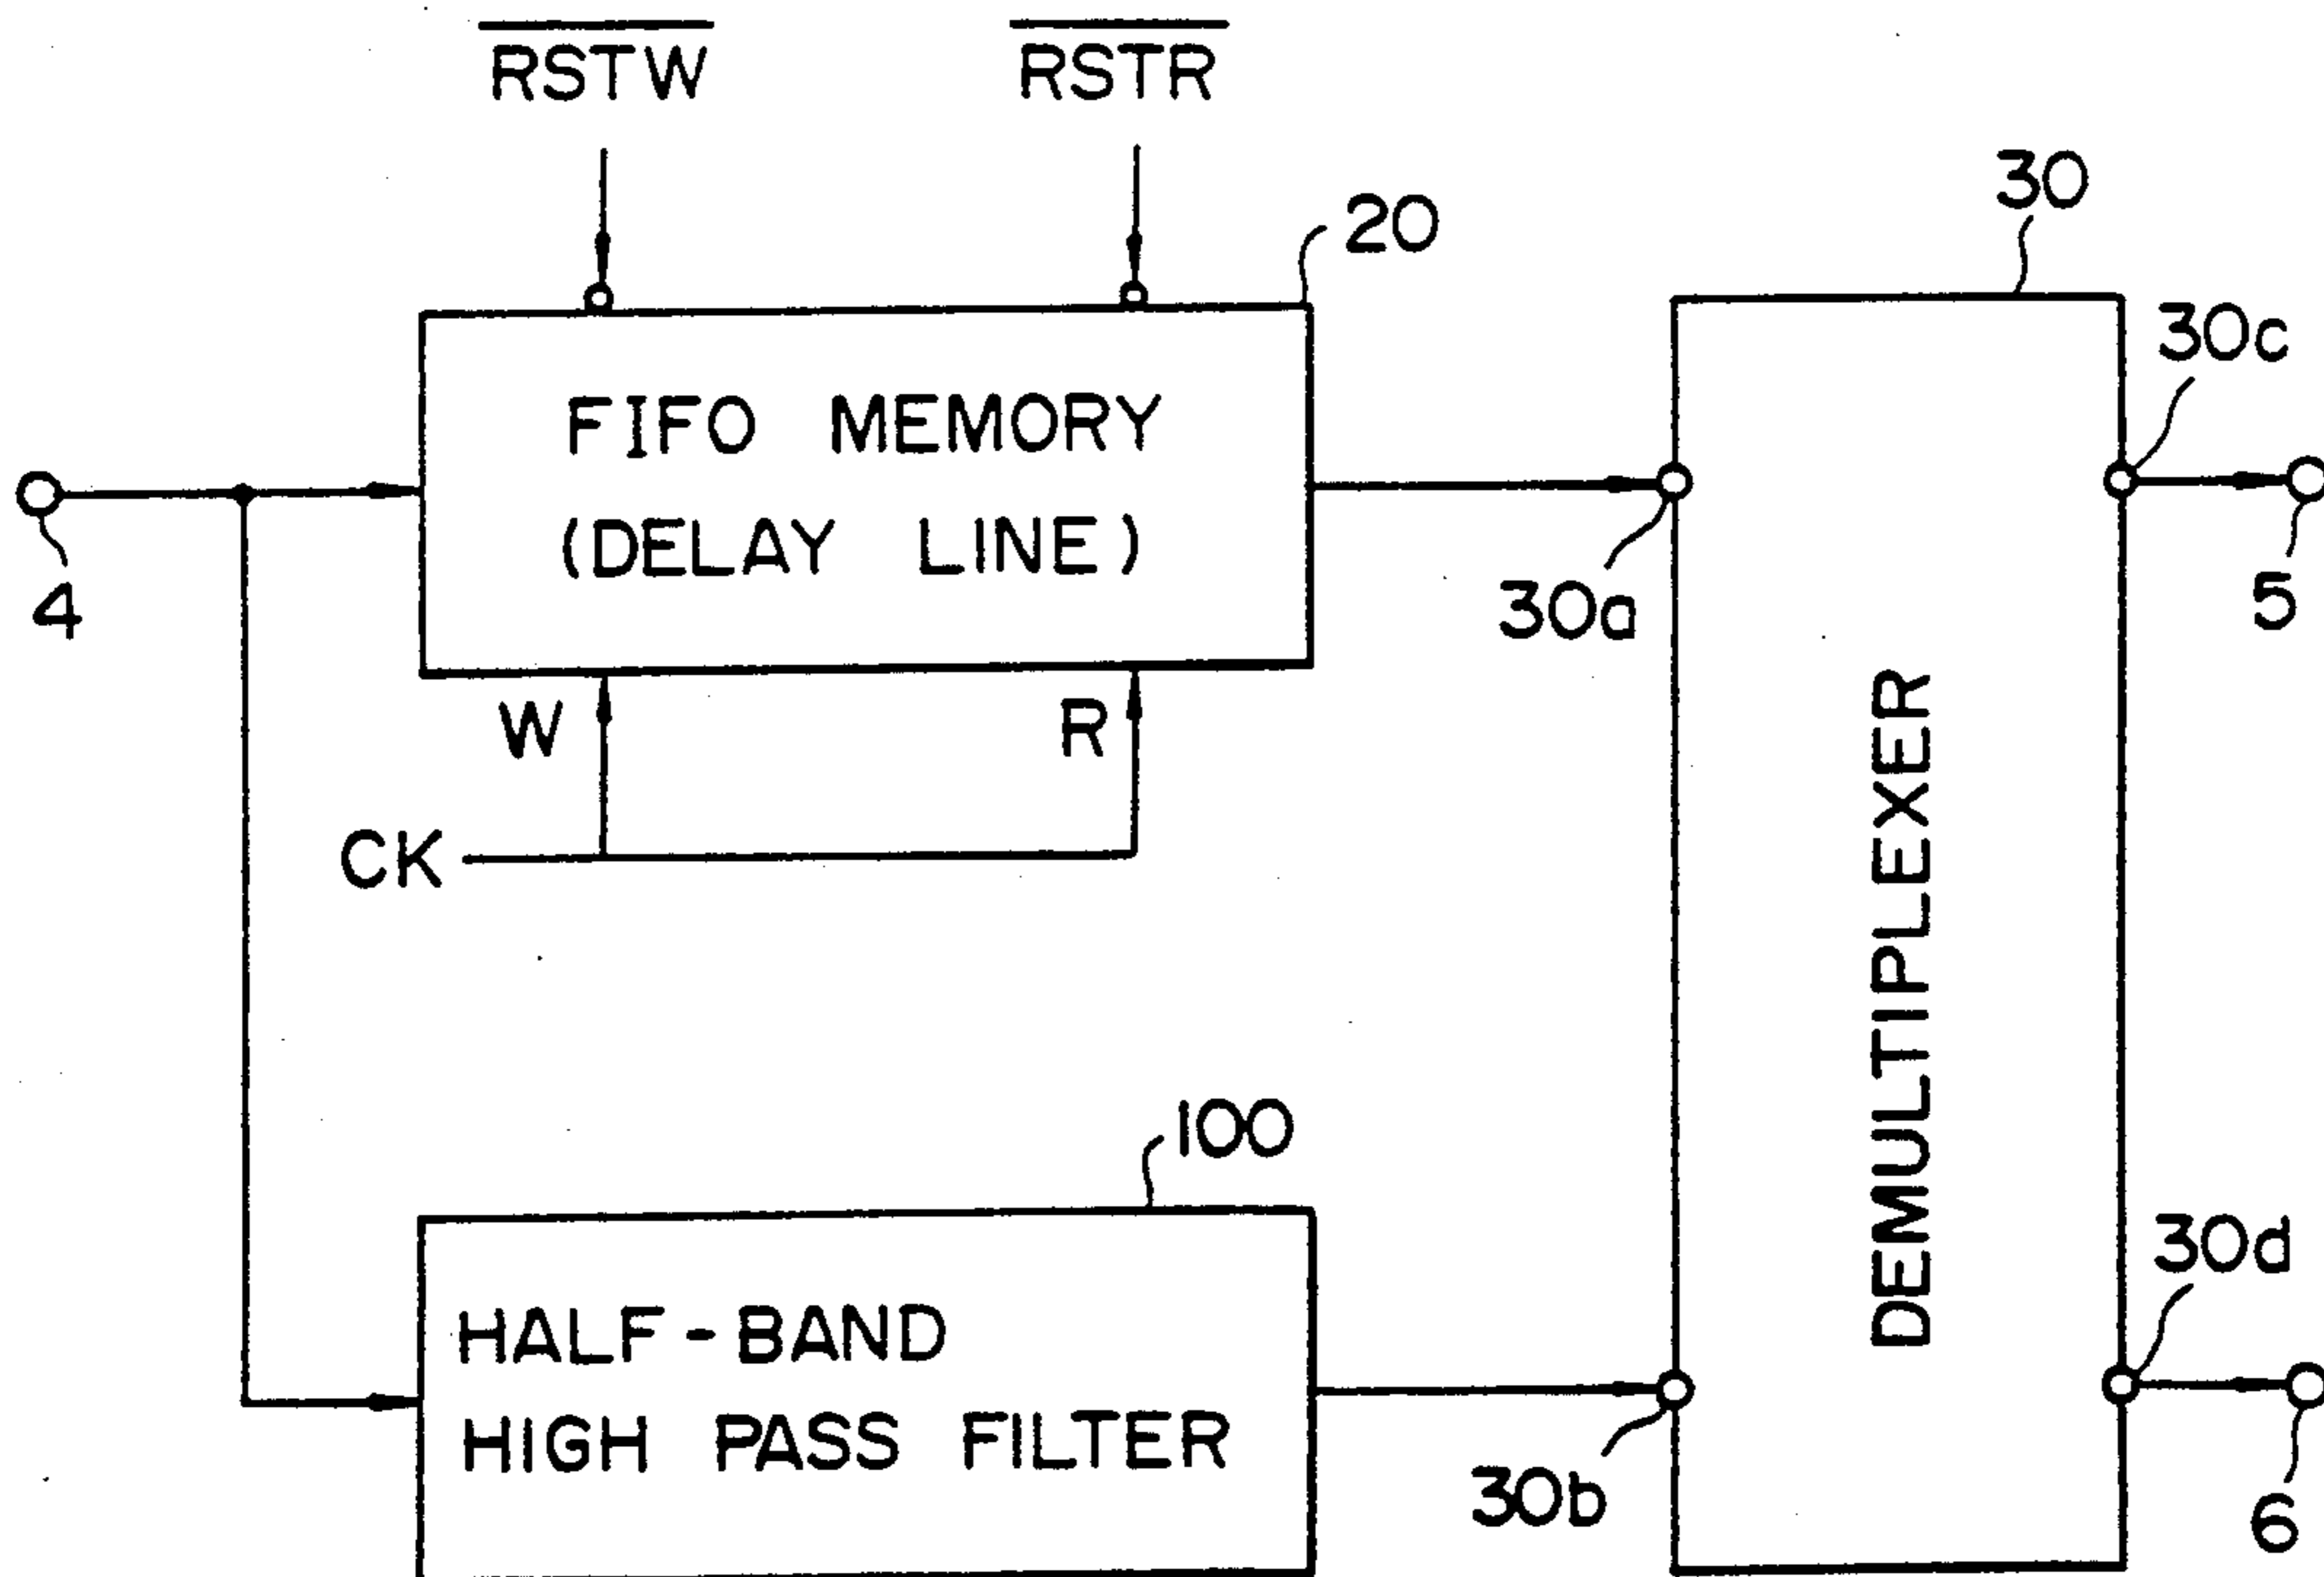 RSTW
RSTR
20
30
30c
FIFO MEMORY
(DELAY LINE)
4
30a
5
W
R
CK
DEMULTIPLEXER
100
30d
HALF-BAND
HIGH PASS FILTER
30b
6